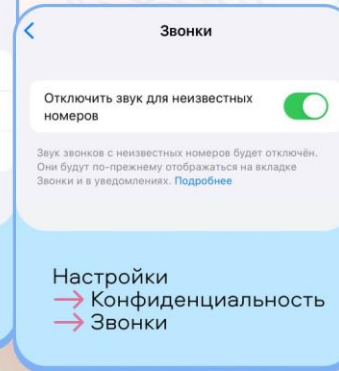 Звонки
Отключить звук для неизвестных
номеров
Звук звонков с неизвестных номеров будет отключён.
Они будут по-прежнему отображаться на вкладке
Звонки и в уведомлениях. Подробнее
Настройки
→ Конфиденциальность
→ Звонки